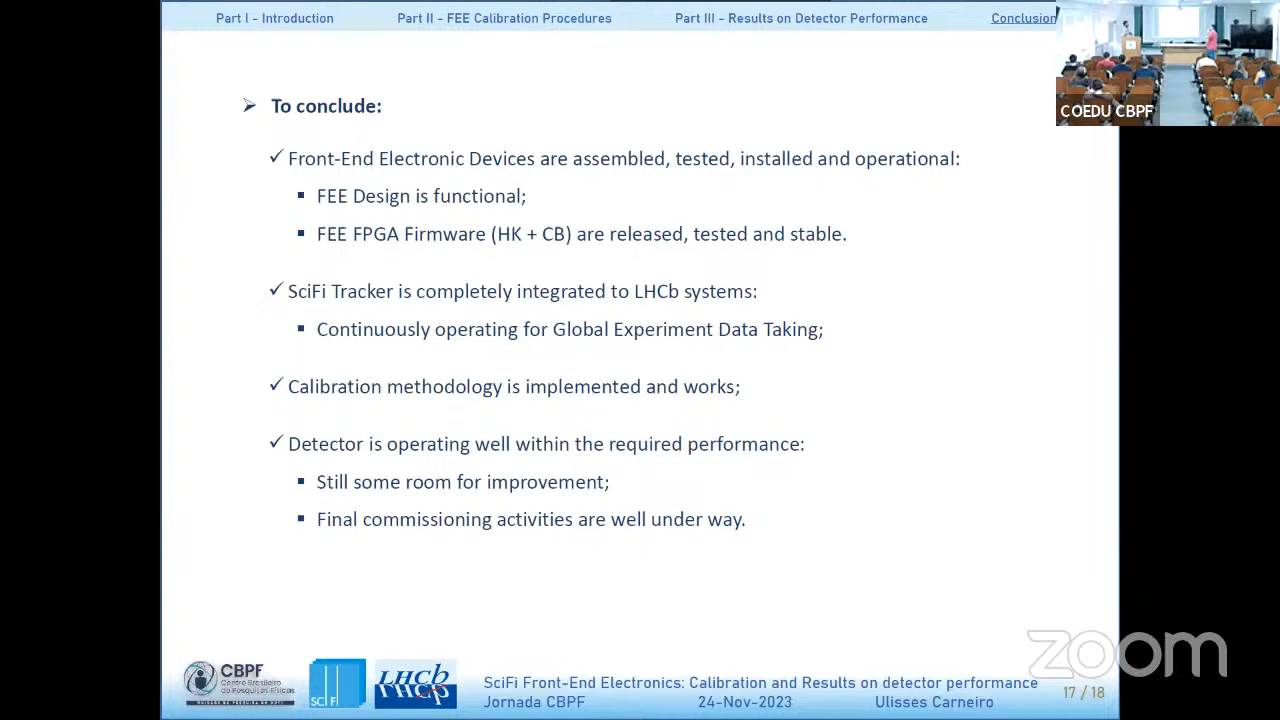 Part I - Introduction
Part II - FEE Calibration Procedures
Part III - Results on Detector Performance
Conclusion
COEDU CBPF
To conclude:
Front-End Electronic Devices are assembled, tested, installed and operational:
FEE Design is functional;
FEE FPGA Firmware (HK + CB) are released, tested and stable.
SciFi Tracker is completely integrated to LHCb systems:
Continuously operating for Global Experiment Data Taking;
Calibration methodology is implemented and works;
Detector is operating well within the required performance:
Still some room for improvement;
Final commissioning activities are well under way.
zoom
CBPF
Centro Brasileiro
de Pesquisas Físicas
SCIFI
LHCb
SciFi Front-End Electronics: Calibration and Results on detector performance
Jornada CBPF
24-Nov-2023
Ulisses Carneiro
17 / 18